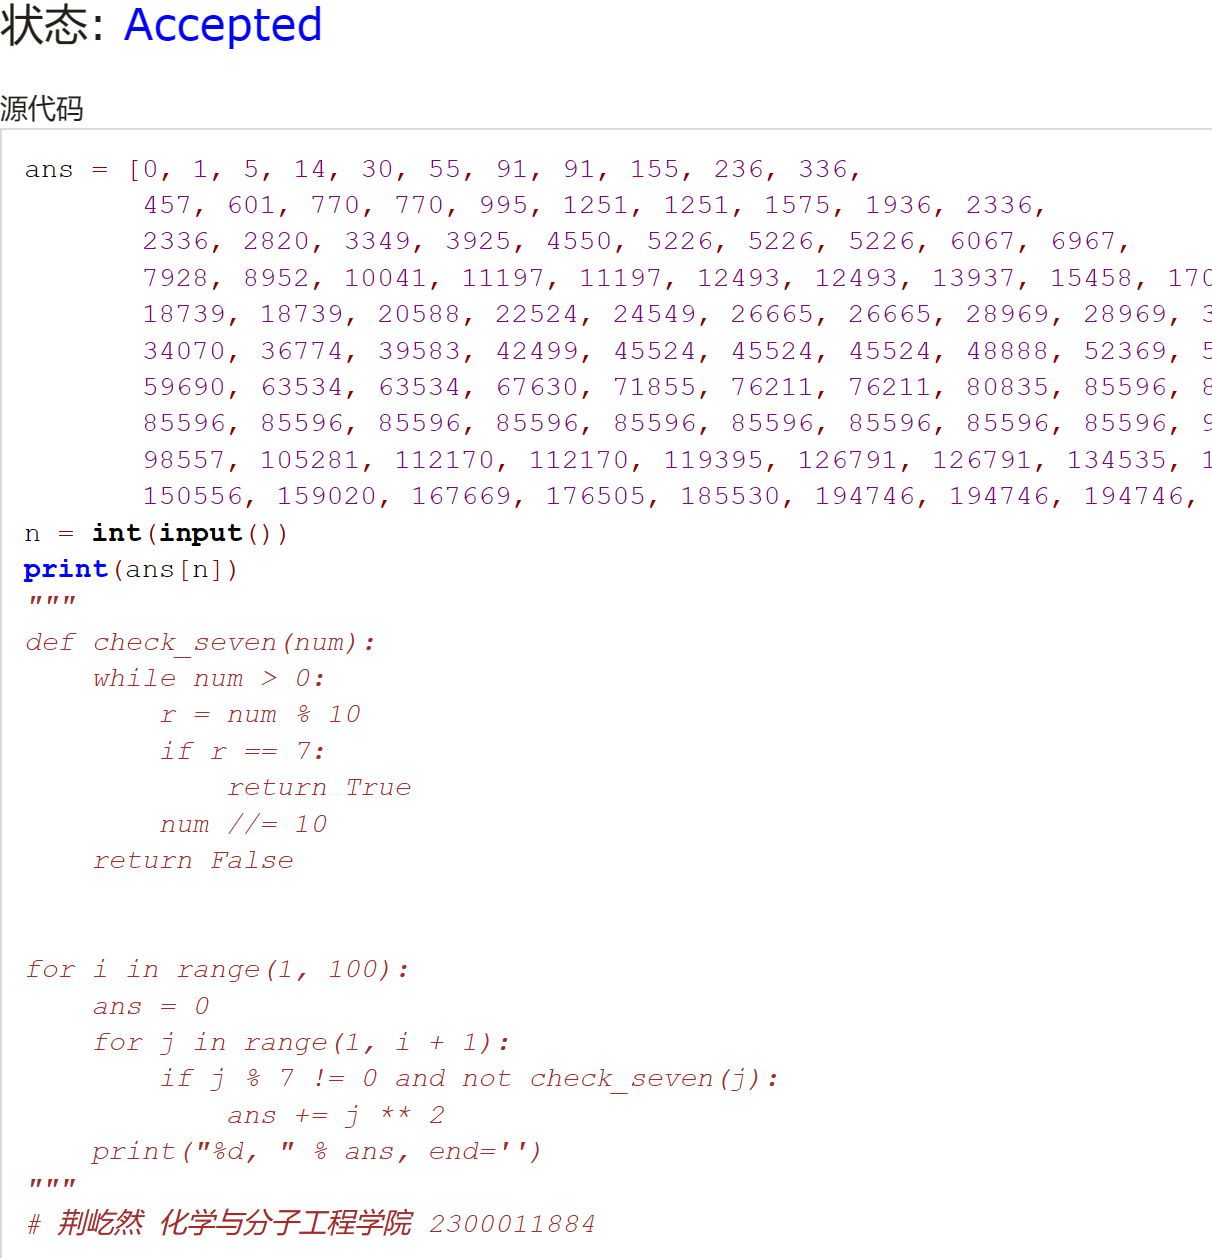 状态: Accepted
源代码
ans = [0, 1, 5, 14, 30, 55, 91, 91, 155, 236, 336,
457, 601, 770, 770, 995, 1251, 1251, 1575, 1936, 2336,
2336, 2820, 3349, 3925, 4550, 5226, 5226, 5226, 6067, 6967,
7928, 8952, 10041, 11197, 11197, 12493, 12493, 13937, 15458, 170
18739, 18739, 20588, 22524, 24549, 26665, 26665, 28969, 28969, 3
34070, 36774, 39583, 42499, 45524, 45524, 45524, 48888, 52369, 5
59690, 63534, 63534, 67630, 71855, 76211, 76211, 80835, 85596, 8
85596, 85596, 85596, 85596, 85596, 85596, 85596, 85596, 85596, 9
98557, 105281, 112170, 112170, 119395, 126791, 126791, 134535, 1
150556, 159020, 167669, 176505, 185530, 194746, 194746, 194746,
n = int(input())
print(ans[n])
"""
def check_seven(num):
    while num > 0:
        r = num % 10
        if r == 7:
            return True
        num //= 10
    return False
for i in range(1, 100):
    ans = 0
    for j in range(1, i + 1):
        if j % 7 != 0 and not check_seven(j):
            ans += j ** 2
    print("%d, " % ans, end='')
"""
# 荆屹然 化学与分子工程学院 2300011884